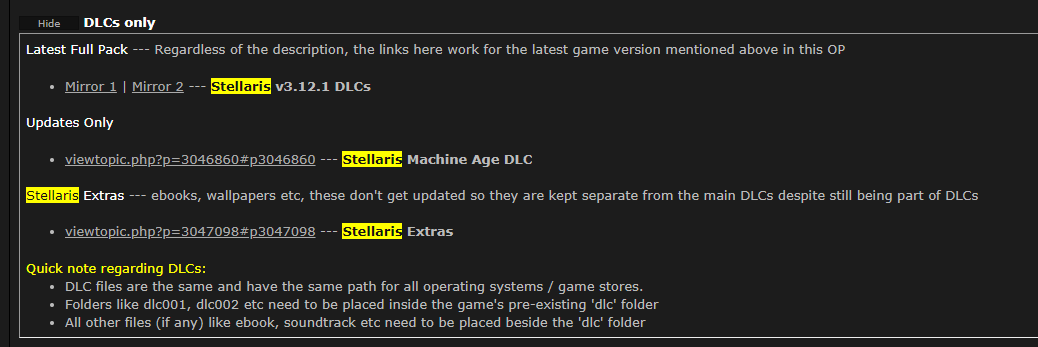 Hide DLCs only
Latest Full Pack --- Regardless of the description, the links here work for the latest game version mentioned above in this OP
• Mirror 1 | Mirror 2 --- Stellaris v3.12.1 DLCs
Updates Only
• viewtopic.php?p=3046860#p3046860 --- Stellaris Machine Age DLC
Stellaris Extras --- ebooks, wallpapers etc, these don't get updated so they are kept separate from the main DLCs despite still being part of DLCs
• viewtopic.php?p=3047098#p3047098 --- Stellaris Extras
Quick note regarding DLCs:
• DLC files are the same and have the same path for all operating systems / game stores.
• Folders like dlc001, dlc002 etc need to be placed inside the game's pre-existing 'dlc' folder
• All other files (if any) like ebook, soundtrack etc need to be placed beside the 'dlc' folder